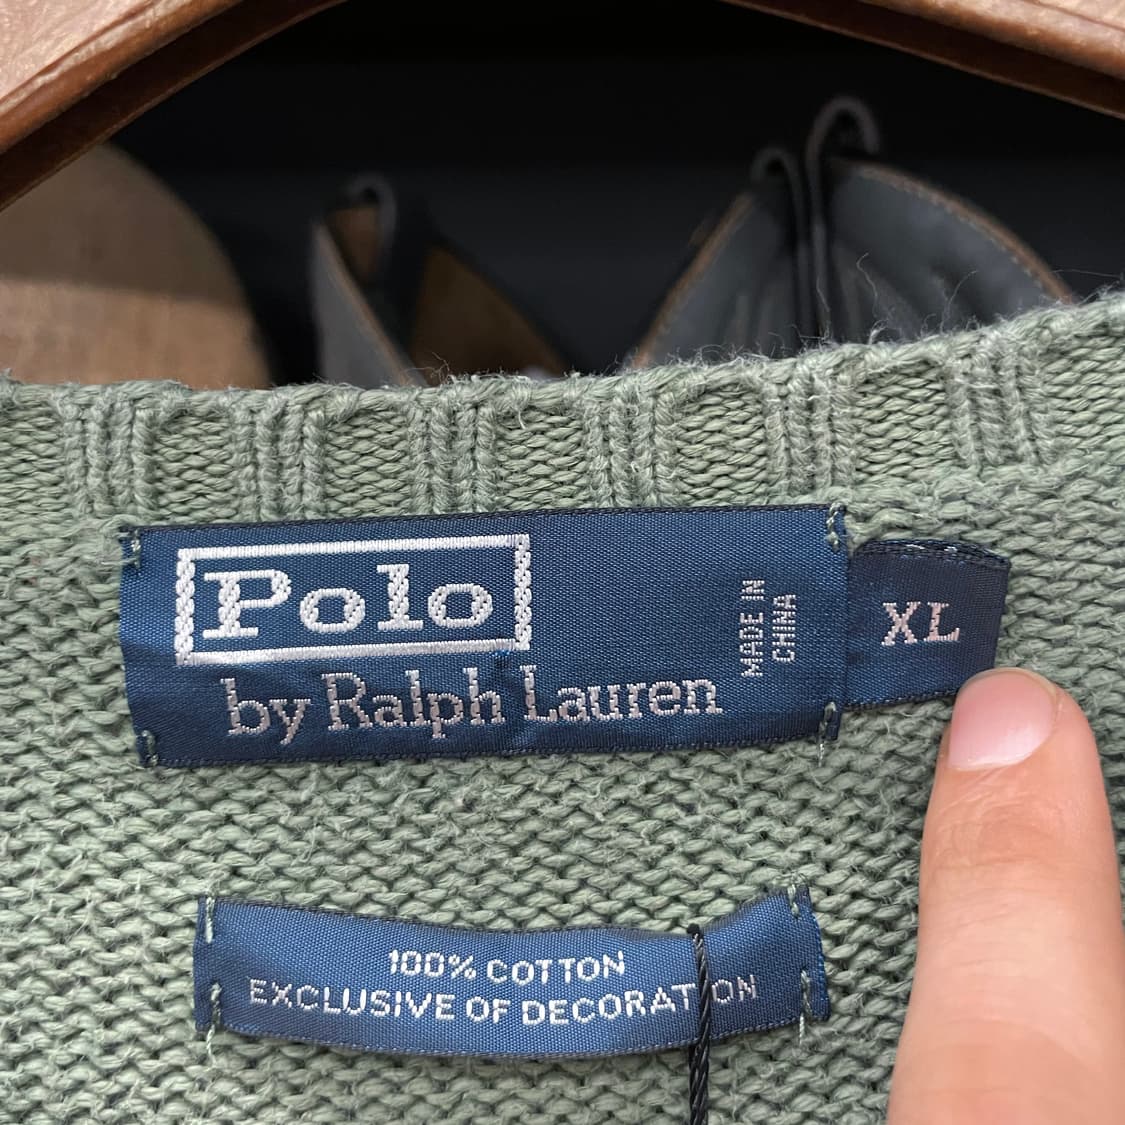 Polo
by Ralph Lauren
MADE IN
CHINA
XL
100% COTTON
EXCLUSIVE OF DECORATION